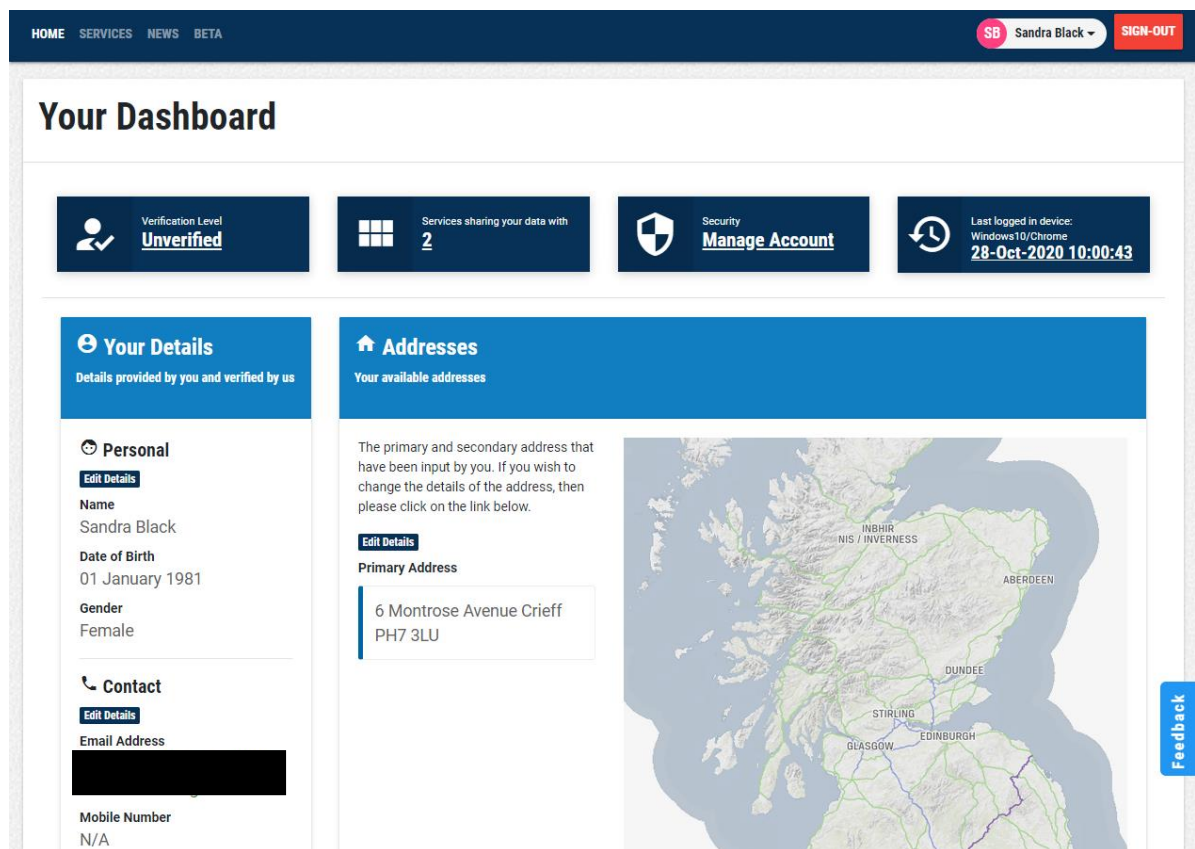 HOME SERVICES NEWS BETA
SB Sandra Black
SIGN-OUT
Your Dashboard
Verification Level
Unverified
Services sharing your data with
2
Security
Manage Account
Last logged in device:
Windows10/Chrome
28-Oct-2020 10:00:43
Your Details
Details provided by you and verified by us
Personal
Edit Details
Name
Sandra Black
Date of Birth
01 January 1981
Gender
Female
Contact
Edit Details
Email Address
Mobile Number
N/A
Addresses
Your available addresses
The primary and secondary address that
have been input by you. If you wish to
change the details of the address, then
please click on the link below.
Edit Details
Primary Address
6 Montrose Avenue Crieff
PH7 3LU
INBHIR
NIS / INVERNESS
ABERDEEN
DUNDEE
STIRLING
EDINBURGH
GLASGOW
Feedback